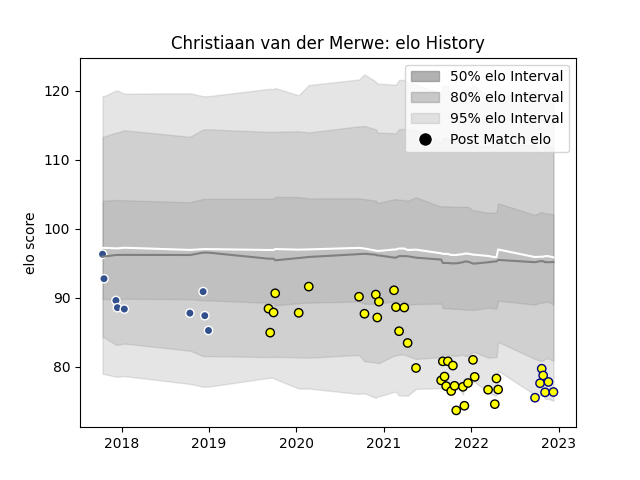 Christiaan van der Merwe: elo History
50% elo Interval
80% elo Interval
95% elo Interval
Post Match elo
elo score
120
110
100
90
80
2018 2019 2020 2021 2022 2023